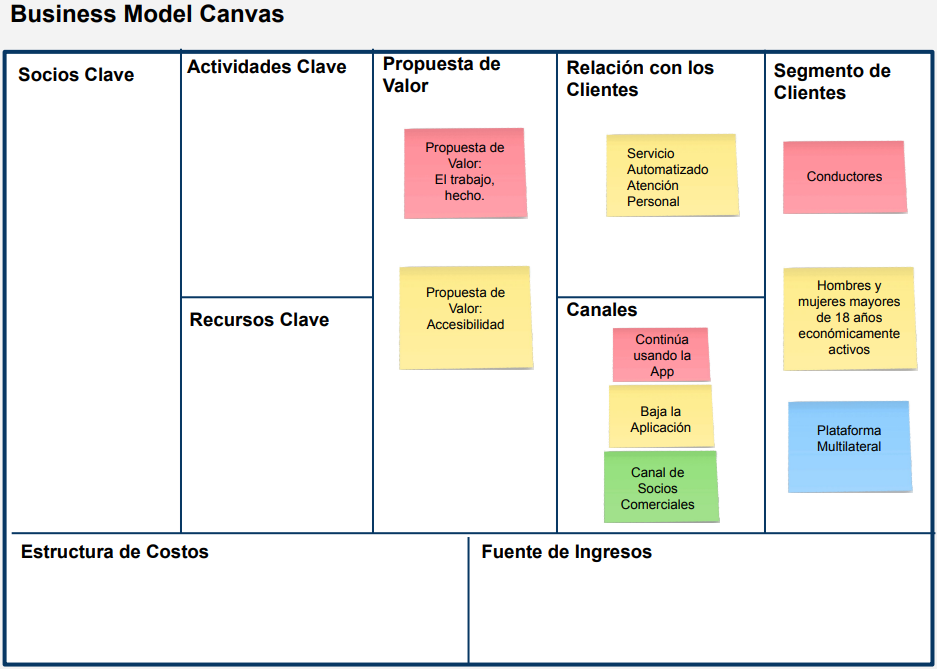 Business Model Canvas
Socios Clave
Actividades Clave
Recursos Clave
Propuesta de
Valor
Propuesta de
Valor:
El trabajo,
hecho.
Propuesta de
Valor:
Accesibilidad
Relación con los
Clientes
Servicio
Automatizado
Atención
Personal
Canales
Continúa
usando la
App
Baja la
Aplicación
Canal de
Socios
Comerciales
Segmento de
Clientes
Conductores
Hombres y
mujeres mayores
de 18 años
económicamente
activos
Plataforma
Multilateral
Estructura de Costos
Fuente de Ingresos